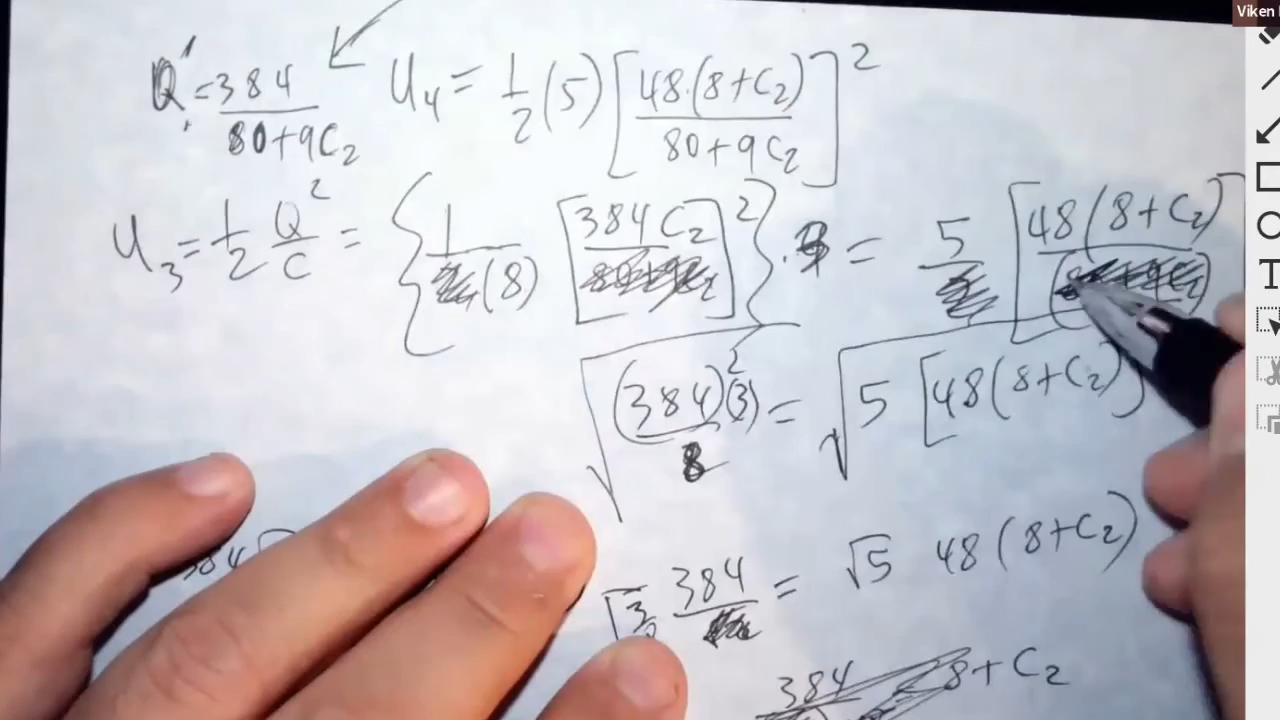 Viken
Q' = 384 / 80+9C₂
U₄ = 1/2 (5) [48·(8+C₂) / 80+9C₂]²
U₃ = 1/2 Q²/C = { 1/(8) [384 C₂]² } · = 5 [48(8+C₂)
√((384)²(3) / 8) = √5 [48(8+C₂)]
√3 384 = √5 48(8+C₂)
384
384 8+C₂
T